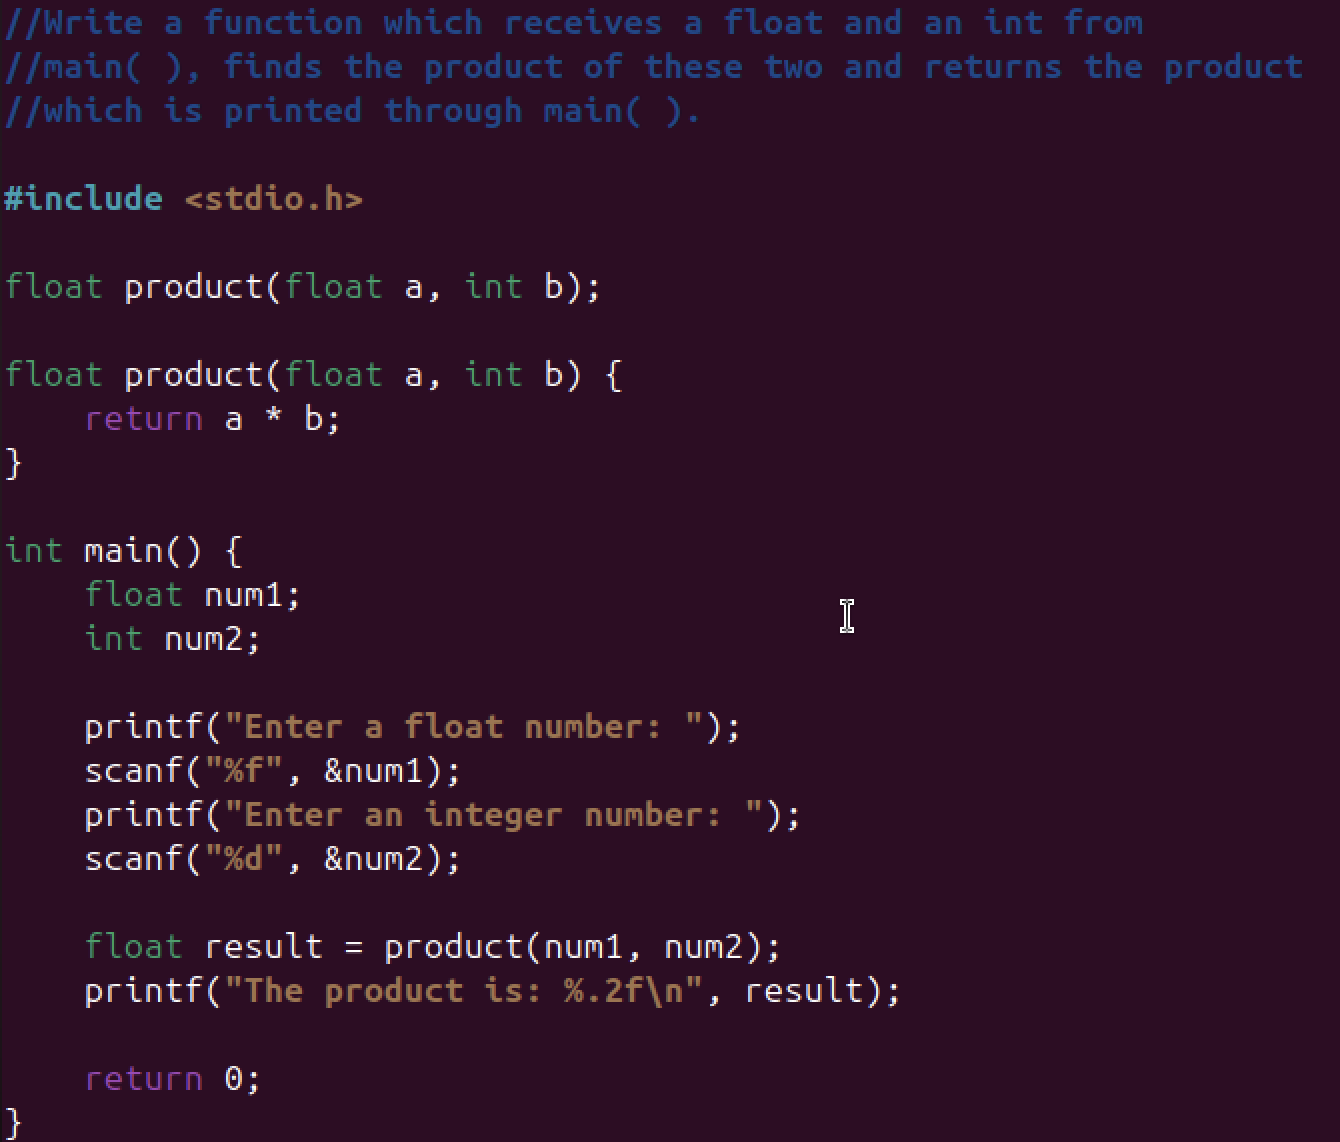 //Write a function which receives a float and an int from
//main( ), finds the product of these two and returns the product
//which is printed through main( ).

#include <stdio.h>

float product(float a, int b);

float product(float a, int b) {
    return a * b;
}

int main() {
    float num1;
    int num2;

    printf("Enter a float number: ");
    scanf("%f", &num1);
    printf("Enter an integer number: ");
    scanf("%d", &num2);

    float result = product(num1, num2);
    printf("The product is: %.2f\n", result);

    return 0;
}